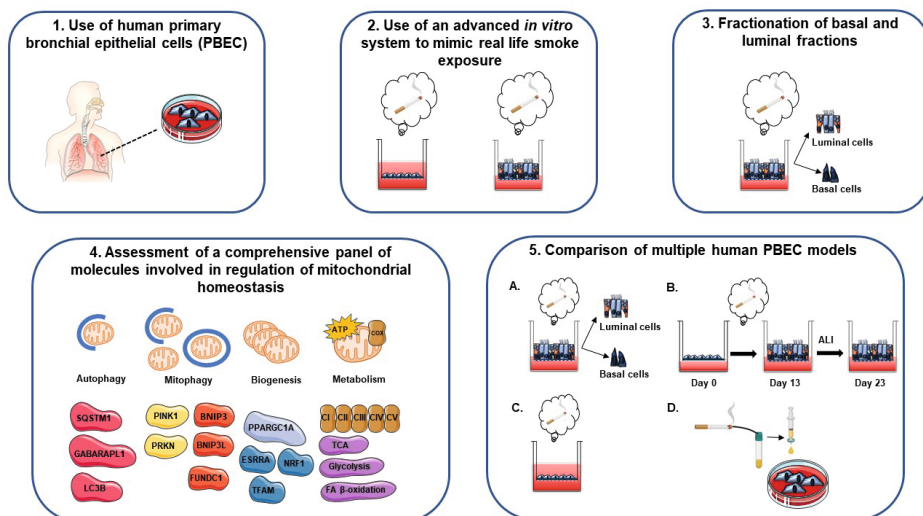 1. Use of human primary
bronchial epithelial cells (PBEC)
2. Use of an advanced in vitro
system to mimic real life smoke
exposure
3. Fractionation of basal and
luminal fractions
Luminal cells
Basal cells
4. Assessment of a comprehensive panel of
molecules involved in regulation of mitochondrial
homeostasis
ATP
COX
Autophagy
Mitophagy
Biogenesis
Metabolism
SQSTM1
GABARAPL1
LC3B
PINK1
PRKN
BNIP3
BNIP3L
FUNDC1
PPARGC1A
ESRRA
NRF1
TFAM
CI CII CIII CIV CV
TCA
Glycolysis
FA β-oxidation
5. Comparison of multiple human PBEC models
A.
Luminal cells
Basal cells
B.
ALI
Day 0
Day 13
Day 23
C.
D.